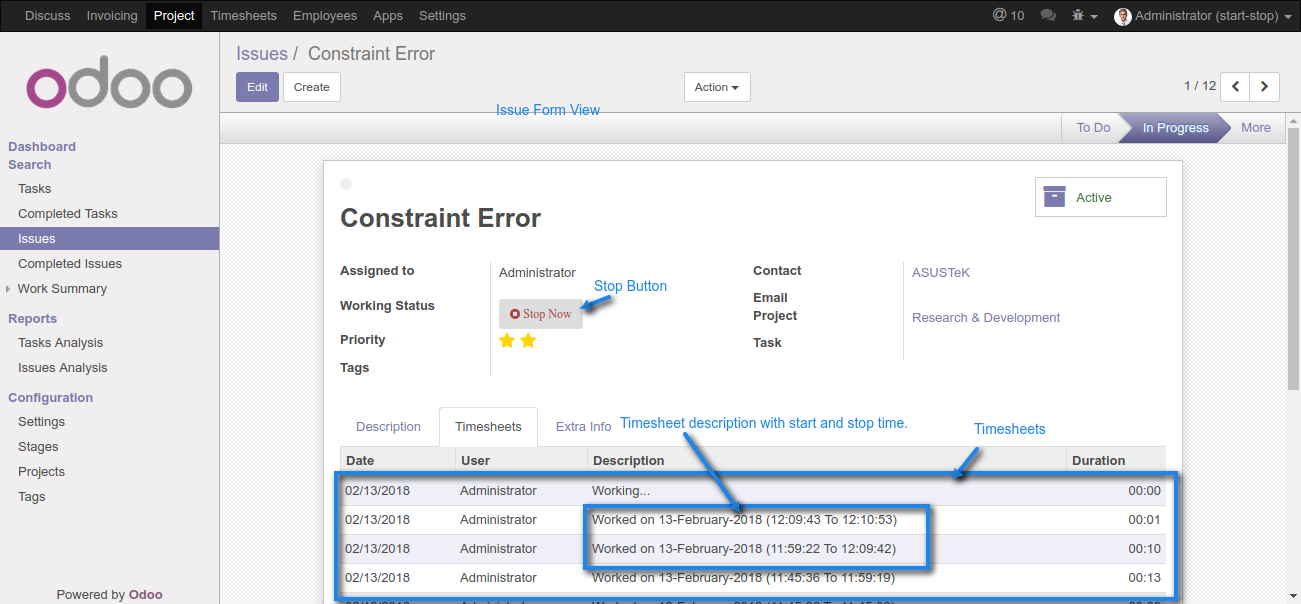 Discuss Invoicing Project Timesheets Employees Apps Settings @ 10 Administrator (start-stop)
odoo
Dashboard
Search
Tasks
Completed Tasks
Issues
Completed Issues
Work Summary
Reports
Tasks Analysis
Issues Analysis
Configuration
Settings
Stages
Projects
Tags
Powered by Odoo
Issues / Constraint Error
Edit Create Action 1 / 12
Issue Form View
To Do In Progress More
Active
Constraint Error
Assigned to Administrator
Working Status Stop Now
Stop Button
Priority
Tags
Contact ASUSTeK
Email
Project Research & Development
Task
Description Timesheets Extra Info
Timesheet description with start and stop time.
Timesheets
Date User Description Duration
02/13/2018 Administrator Working... 00:00
02/13/2018 Administrator Worked on 13-February-2018 (12:09:43 To 12:10:53) 00:01
02/13/2018 Administrator Worked on 13-February-2018 (11:59:22 To 12:09:42) 00:10
02/13/2018 Administrator Worked on 13-February-2018 (11:45:36 To 11:59:19) 00:13